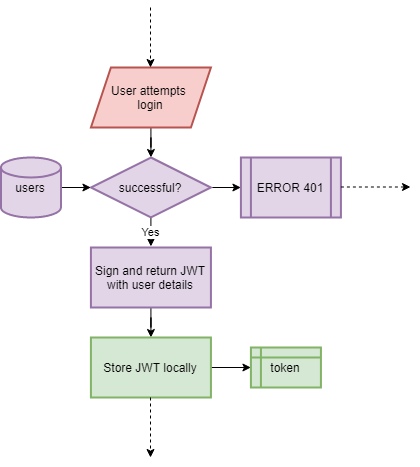 User attempts
login
users
successful?
ERROR 401
Yes
Sign and return JWT
with user details
Store JWT locally
token